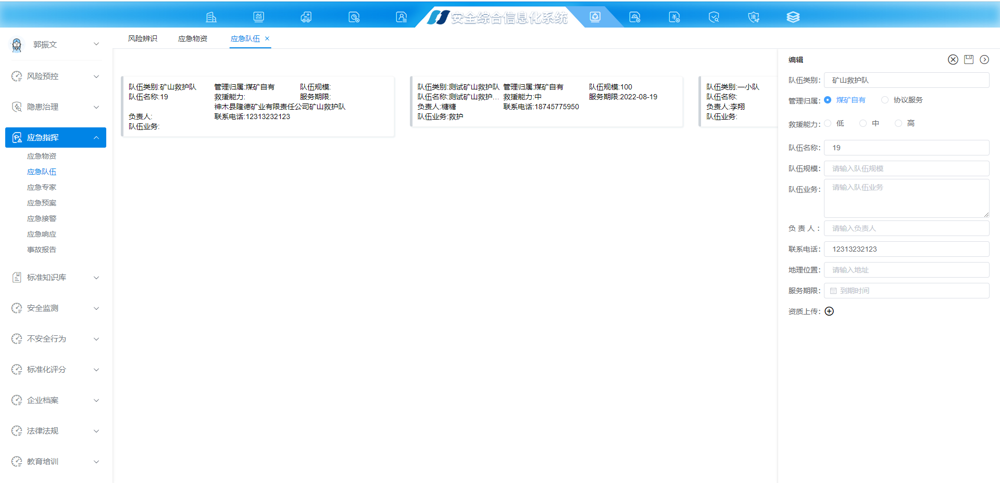 安全综合信息化系统
郭振文
风险预控
隐患治理
应急指挥
应急物资
应急队伍
应急专家
应急预案
应急接警
应急响应
事故报告
标准知识库
安全监测
不安全行为
标准化评分
企业档案
法律法规
教育培训
风险辨识
应急物资
应急队伍
队伍类别:矿山救护队 管理归属:煤矿自有 队伍规模:
队伍名称:19 救援能力: 服务期限:
神木县隆德矿业有限责任公司矿山救护队
负责人: 联系电话:12313232123
队伍业务:
队伍类别:测试矿山救护队 管理归属:煤矿自有 队伍规模:100
队伍名称:测试矿山救护... 救援能力:中 服务期限:2022-08-19
负责人:糖糖 联系电话:18745775950
队伍业务:救护
队伍类别:一小队
队伍名称:
负责人:李翔
队伍业务:
编辑
队伍类别: 矿山救护队
管理归属: 煤矿自有 协议服务
救援能力: 低 中 高
队伍名称: 19
队伍规模: 请输入队伍规模
队伍业务: 请输入队伍业务
负 责 人: 请输入负责人
联系电话: 12313232123
地理位置: 请输入地址
服务期限: 到期时间
资质上传: